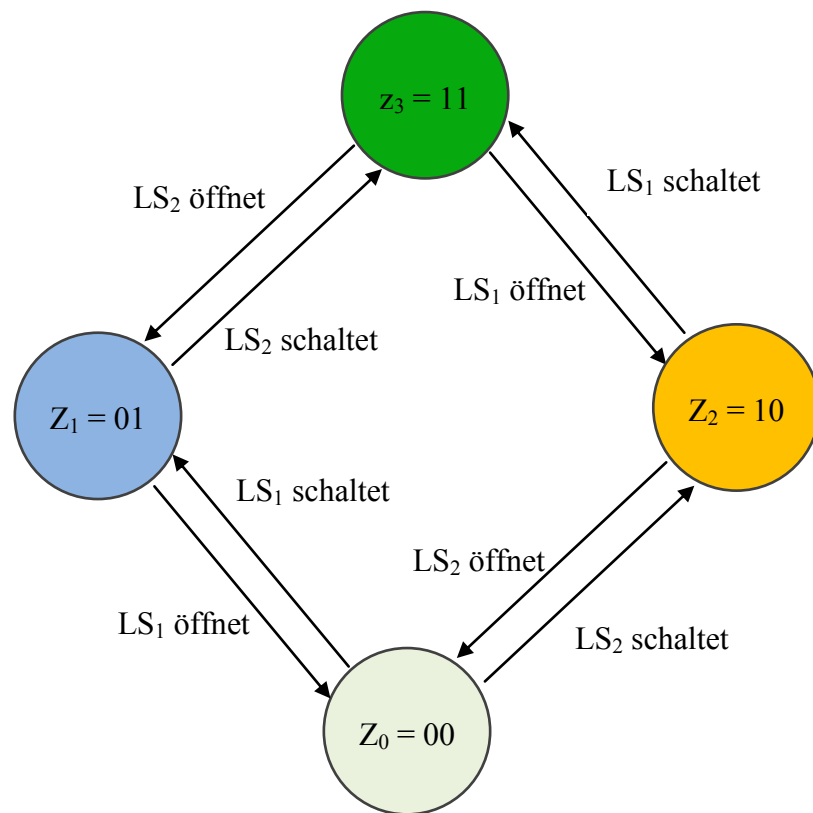 z₃ = 11
LS₁ schaltet
LS₂ öffnet
LS₁ öffnet
LS₂ schaltet
Z₁ = 01
Z₂ = 10
LS₁ schaltet
LS₂ öffnet
LS₁ öffnet
LS₂ schaltet
Z₀ = 00